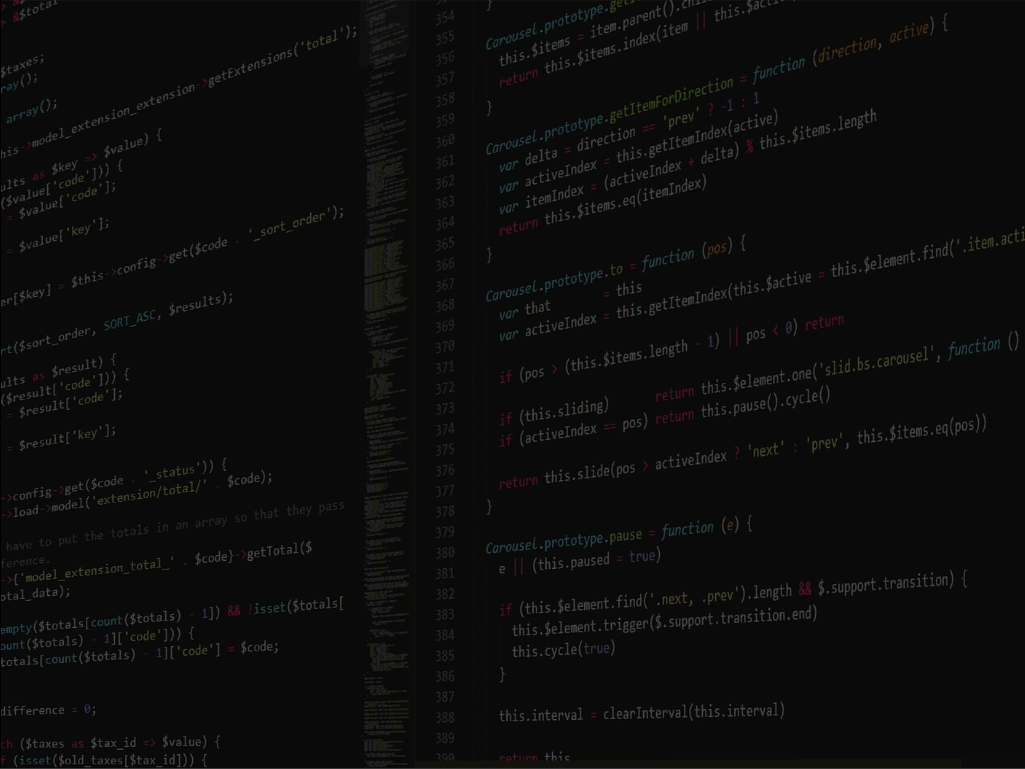 $total
$taxes;
ray();
array();
his->model_extension_extension->getExtensions('total');
ults as $key => $value) {
($value['code'])) {
= $value['code'];
= $value['key'];
er[$key] = $this->config->get($code . '_sort_order');
rt($sort_order, SORT_ASC, $results);
ults as $result) {
($result['code'])) {
= $result['code'];
= $result['key'];
->config->get($code . '_status')) {
->load->model('extension/total/' . $code);
have to put the totals in an array so that they pass
ference.
->{'model_extension_total_' . $code}->getTotal($
otal_data);
empty($totals[count($totals) - 1]) && !isset($totals[
ount($totals) - 1]['code'])) {
totals[count($totals) - 1]['code'] = $code;
difference = 0;
ch ($taxes as $tax_id => $value) {
f (isset($old_taxes[$tax_id])) {
354 }
355 Carousel.prototype.
356 this.$items = item.parent().
357 return this.$items.index(item ||
358 }
359
360 Carousel.prototype.getItemForDirection = function (direction, active) {
361 var delta = direction == 'prev' ? -1 : 1
362 var activeIndex = this.getItemIndex(active)
363 var itemIndex = (activeIndex + delta) % this.$items.length
364 return this.$items.eq(itemIndex)
365 }
366
367 Carousel.prototype.to = function (pos) {
368 var that = this
369 var activeIndex = this.getItemIndex(this.$active = this.$element.find('.item.acti
370
371 if (pos > (this.$items.length - 1) || pos < 0) return
372
373 if (this.sliding) return this.$element.one('slid.bs.carousel', function ()
374 if (activeIndex == pos) return this.pause().cycle()
375
376 return this.slide(pos > activeIndex ? 'next' : 'prev', this.$items.eq(pos))
377 }
378
379 Carousel.prototype.pause = function (e) {
380 e || (this.paused = true)
381
382 if (this.$element.find('.next, .prev').length && $.support.transition) {
383 this.$element.trigger($.support.transition.end)
384 this.cycle(true)
385 }
386
387 this.interval = clearInterval(this.interval)
388
389 return this
390